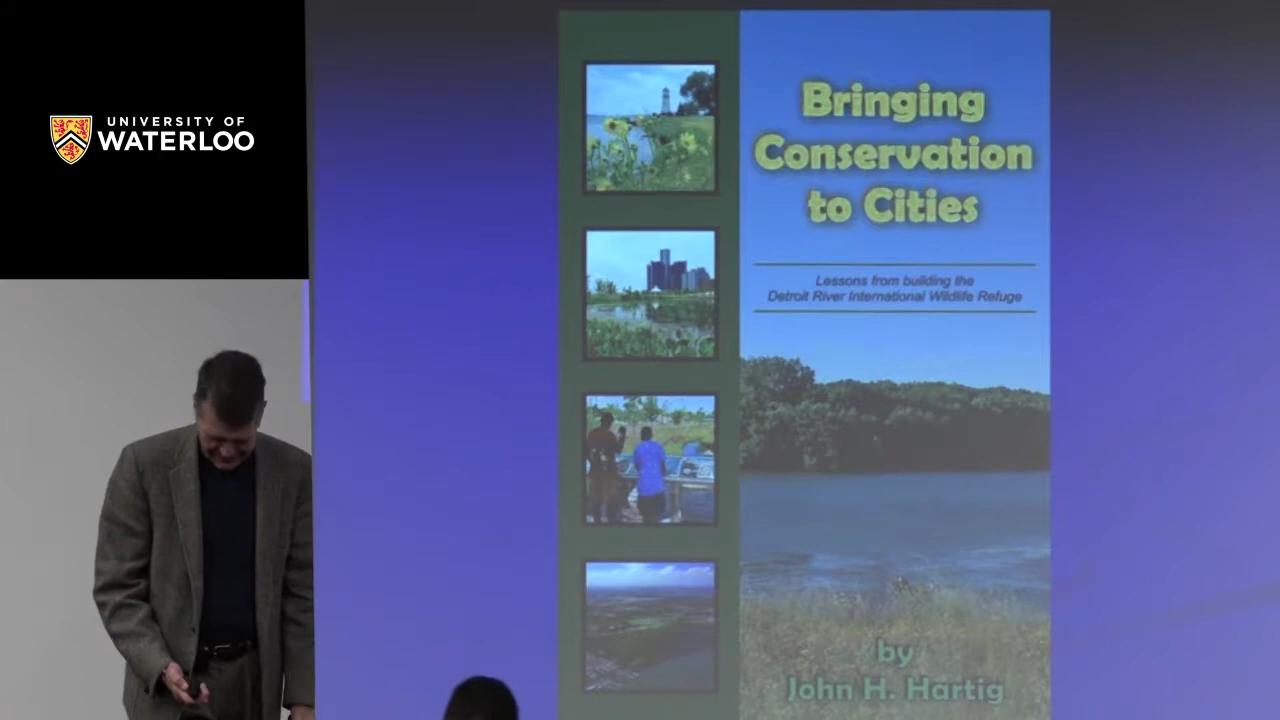 UNIVERSITY OF
WATERLOO
Bringing
Conservation
to Cities
Lessons from building the
Detroit River International Wildlife Refuge
by
John H. Hartig